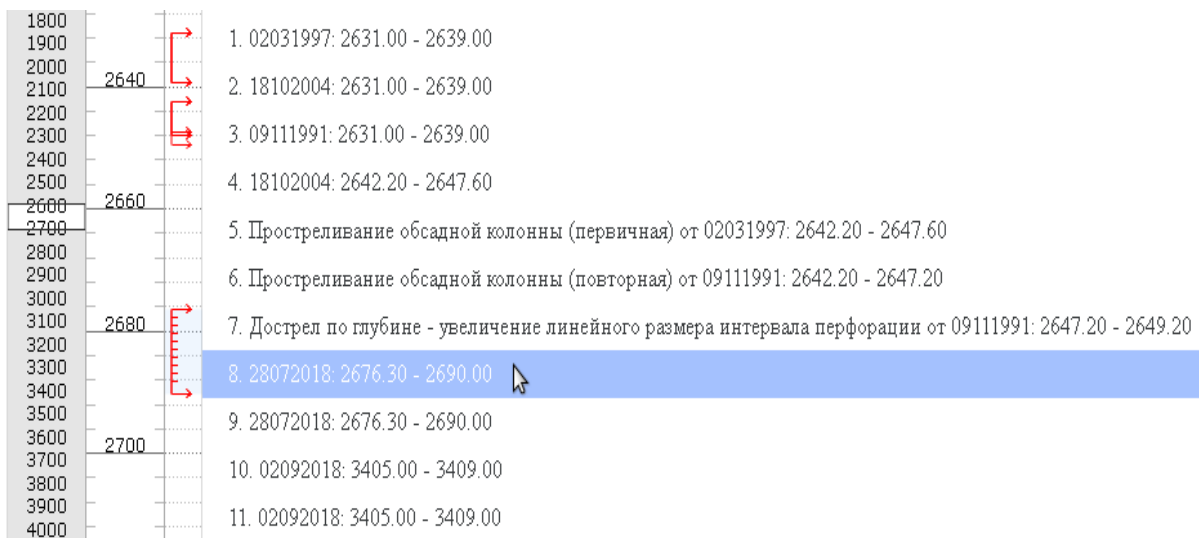 1800
1900
2000
2100
2200
2300
2400
2500
2600
2700
2800
2900
3000
3100
3200
3300
3400
3500
3600
3700
3800
3900
4000
2640
2660
2680
2700
1. 02031997: 2631.00 - 2639.00
2. 18102004: 2631.00 - 2639.00
3. 09111991: 2631.00 - 2639.00
4. 18102004: 2642.20 - 2647.60
5. Простреливание обсадной колонны (первичная) от 02031997: 2642.20 - 2647.60
6. Простреливание обсадной колонны (повторная) от 09111991: 2642.20 - 2647.20
7. Дострел по глубине - увеличение линейного размера интервала перфорации от 09111991: 2647.20 - 2649.20
8. 28072018: 2676.30 - 2690.00
9. 28072018: 2676.30 - 2690.00
10. 02092018: 3405.00 - 3409.00
11. 02092018: 3405.00 - 3409.00